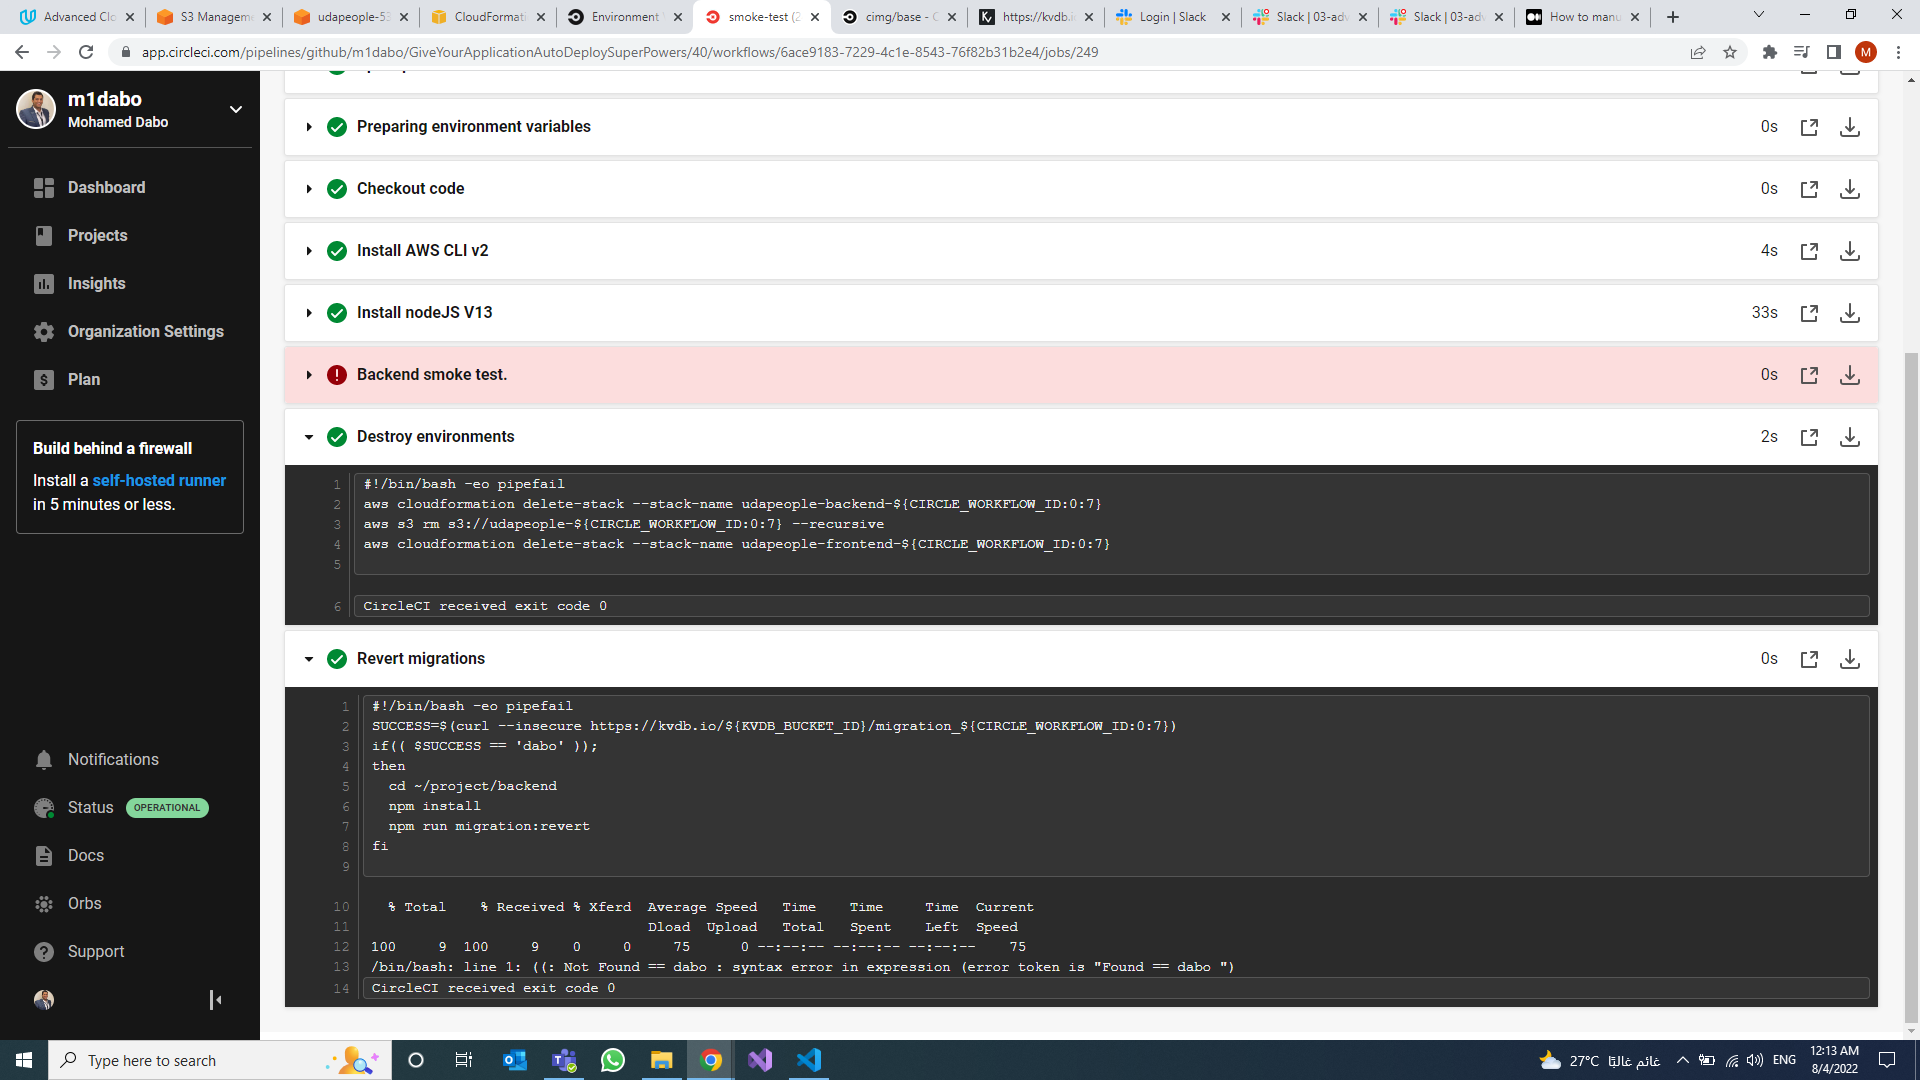 Advanced Clo
S3 Manageme
udapeople-53
CloudFormati
Environment V
smoke-test (2
cimg/base - C
https://kvdb.i
Login | Slack
Slack | 03-adv
Slack | 03-adv
How to manu
app.circleci.com/pipelines/github/m1dabo/GiveYourApplicationAutoDeploySuperPowers/40/workflows/6ace9183-7229-4c1e-8543-76f82b31b2e4/jobs/249
M
m1dabo
Mohamed Dabo
Dashboard
Projects
Insights
Organization Settings
Plan
Build behind a firewall
Install a self-hosted runner
in 5 minutes or less.
Notifications
Status OPERATIONAL
Docs
Orbs
Support
Preparing environment variables 0s
Checkout code 0s
Install AWS CLI v2 4s
Install nodeJS V13 33s
Backend smoke test. 0s
Destroy environments 2s
1 #!/bin/bash -eo pipefail
2 aws cloudformation delete-stack --stack-name udapeople-backend-${CIRCLE_WORKFLOW_ID:0:7}
3 aws s3 rm s3://udapeople-${CIRCLE_WORKFLOW_ID:0:7} --recursive
4 aws cloudformation delete-stack --stack-name udapeople-frontend-${CIRCLE_WORKFLOW_ID:0:7}
5
6 CircleCI received exit code 0
Revert migrations 0s
1 #!/bin/bash -eo pipefail
2 SUCCESS=$(curl --insecure https://kvdb.io/${KVDB_BUCKET_ID}/migration_${CIRCLE_WORKFLOW_ID:0:7})
3 if(( $SUCCESS == 'dabo' ));
4 then
5 cd ~/project/backend
6 npm install
7 npm run migration:revert
8 fi
9
10 % Total % Received % Xferd Average Speed Time Time Time Current
11 Dload Upload Total Spent Left Speed
12 100 9 100 9 0 0 75 0 --:--:-- --:--:-- --:--:-- 75
13 /bin/bash: line 1: ((: Not Found == dabo : syntax error in expression (error token is "Found == dabo ")
14 CircleCI received exit code 0
Type here to search
27°C غائم غالبًا
ENG
12:13 AM
8/4/2022